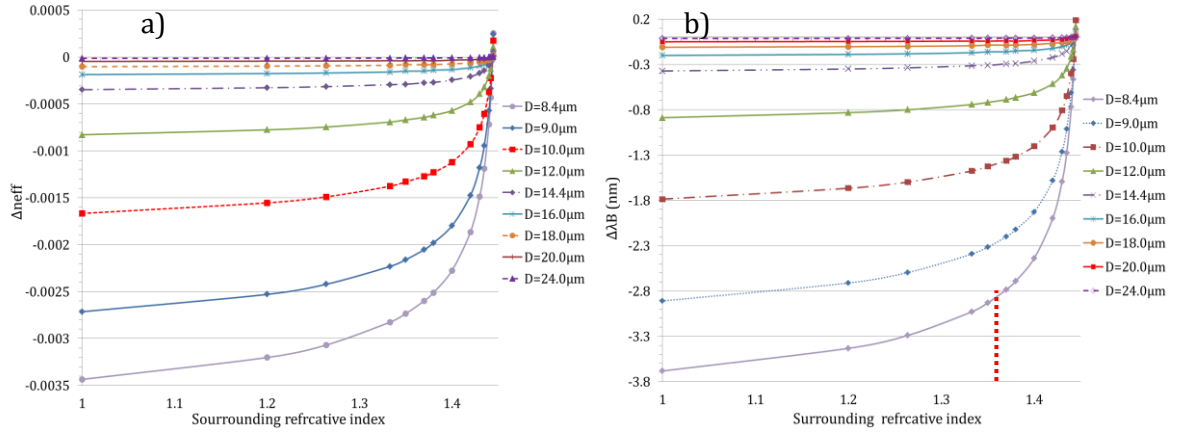 a)
0.0005
0
-0.0005
-0.001
-0.0015
-0.002
-0.0025
-0.003
-0.0035
Δneff
1
1.1
1.2
1.3
1.4
Sourrounding refrcative index
D=8.4μm
D=9.0μm
D=10.0μm
D=12.0μm
D=14.4μm
D=16.0μm
D=18.0μm
D=20.0μm
D=24.0μm
b)
0.2
-0.3
-0.8
-1.3
-1.8
-2.3
-2.8
-3.3
-3.8
ΔλB (nm)
1
1.1
1.2
1.3
1.4
Surrounding refrcative index
D=8.4μm
D=9.0μm
D=10.0μm
D=12.0μm
D=14.4μm
D=16.0μm
D=18.0μm
D=20.0μm
D=24.0μm